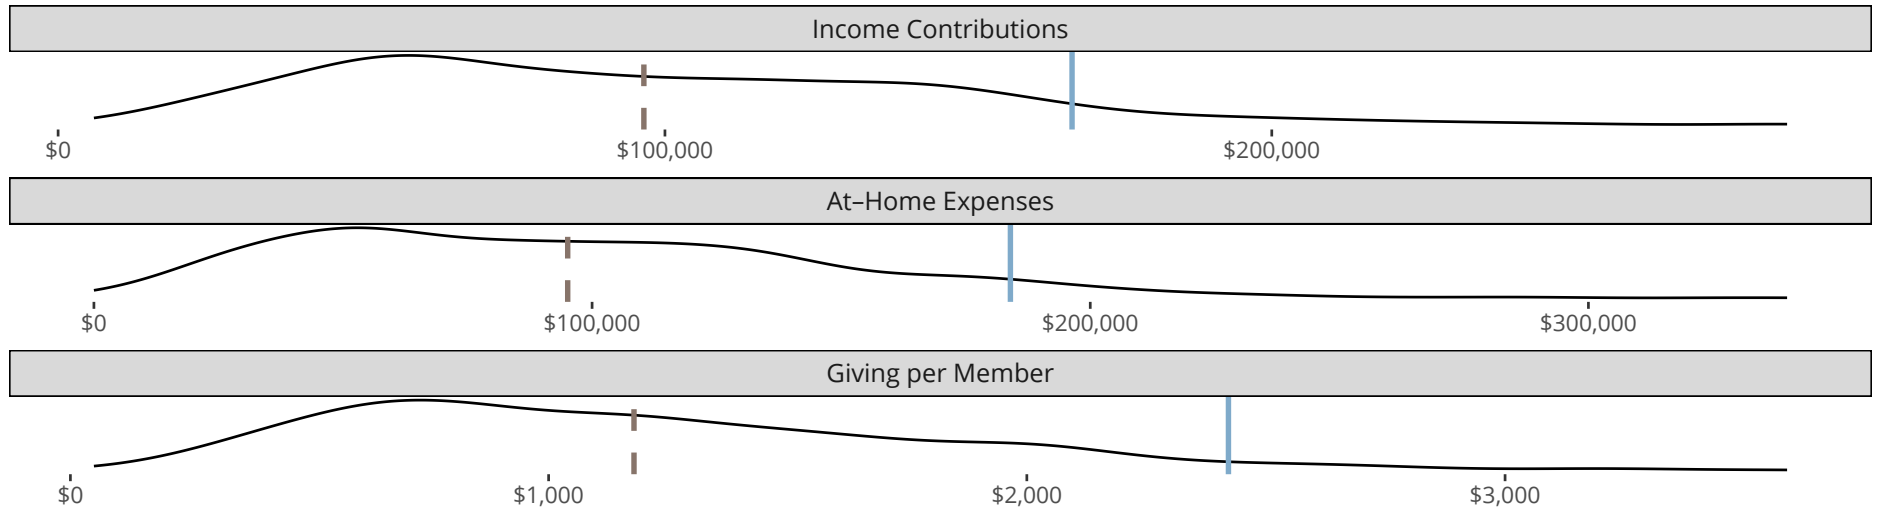 Income Contributions
$0 $100,000 $200,000
At–Home Expenses
$0 $100,000 $200,000 $300,000
Giving per Member
$0 $1,000 $2,000 $3,000